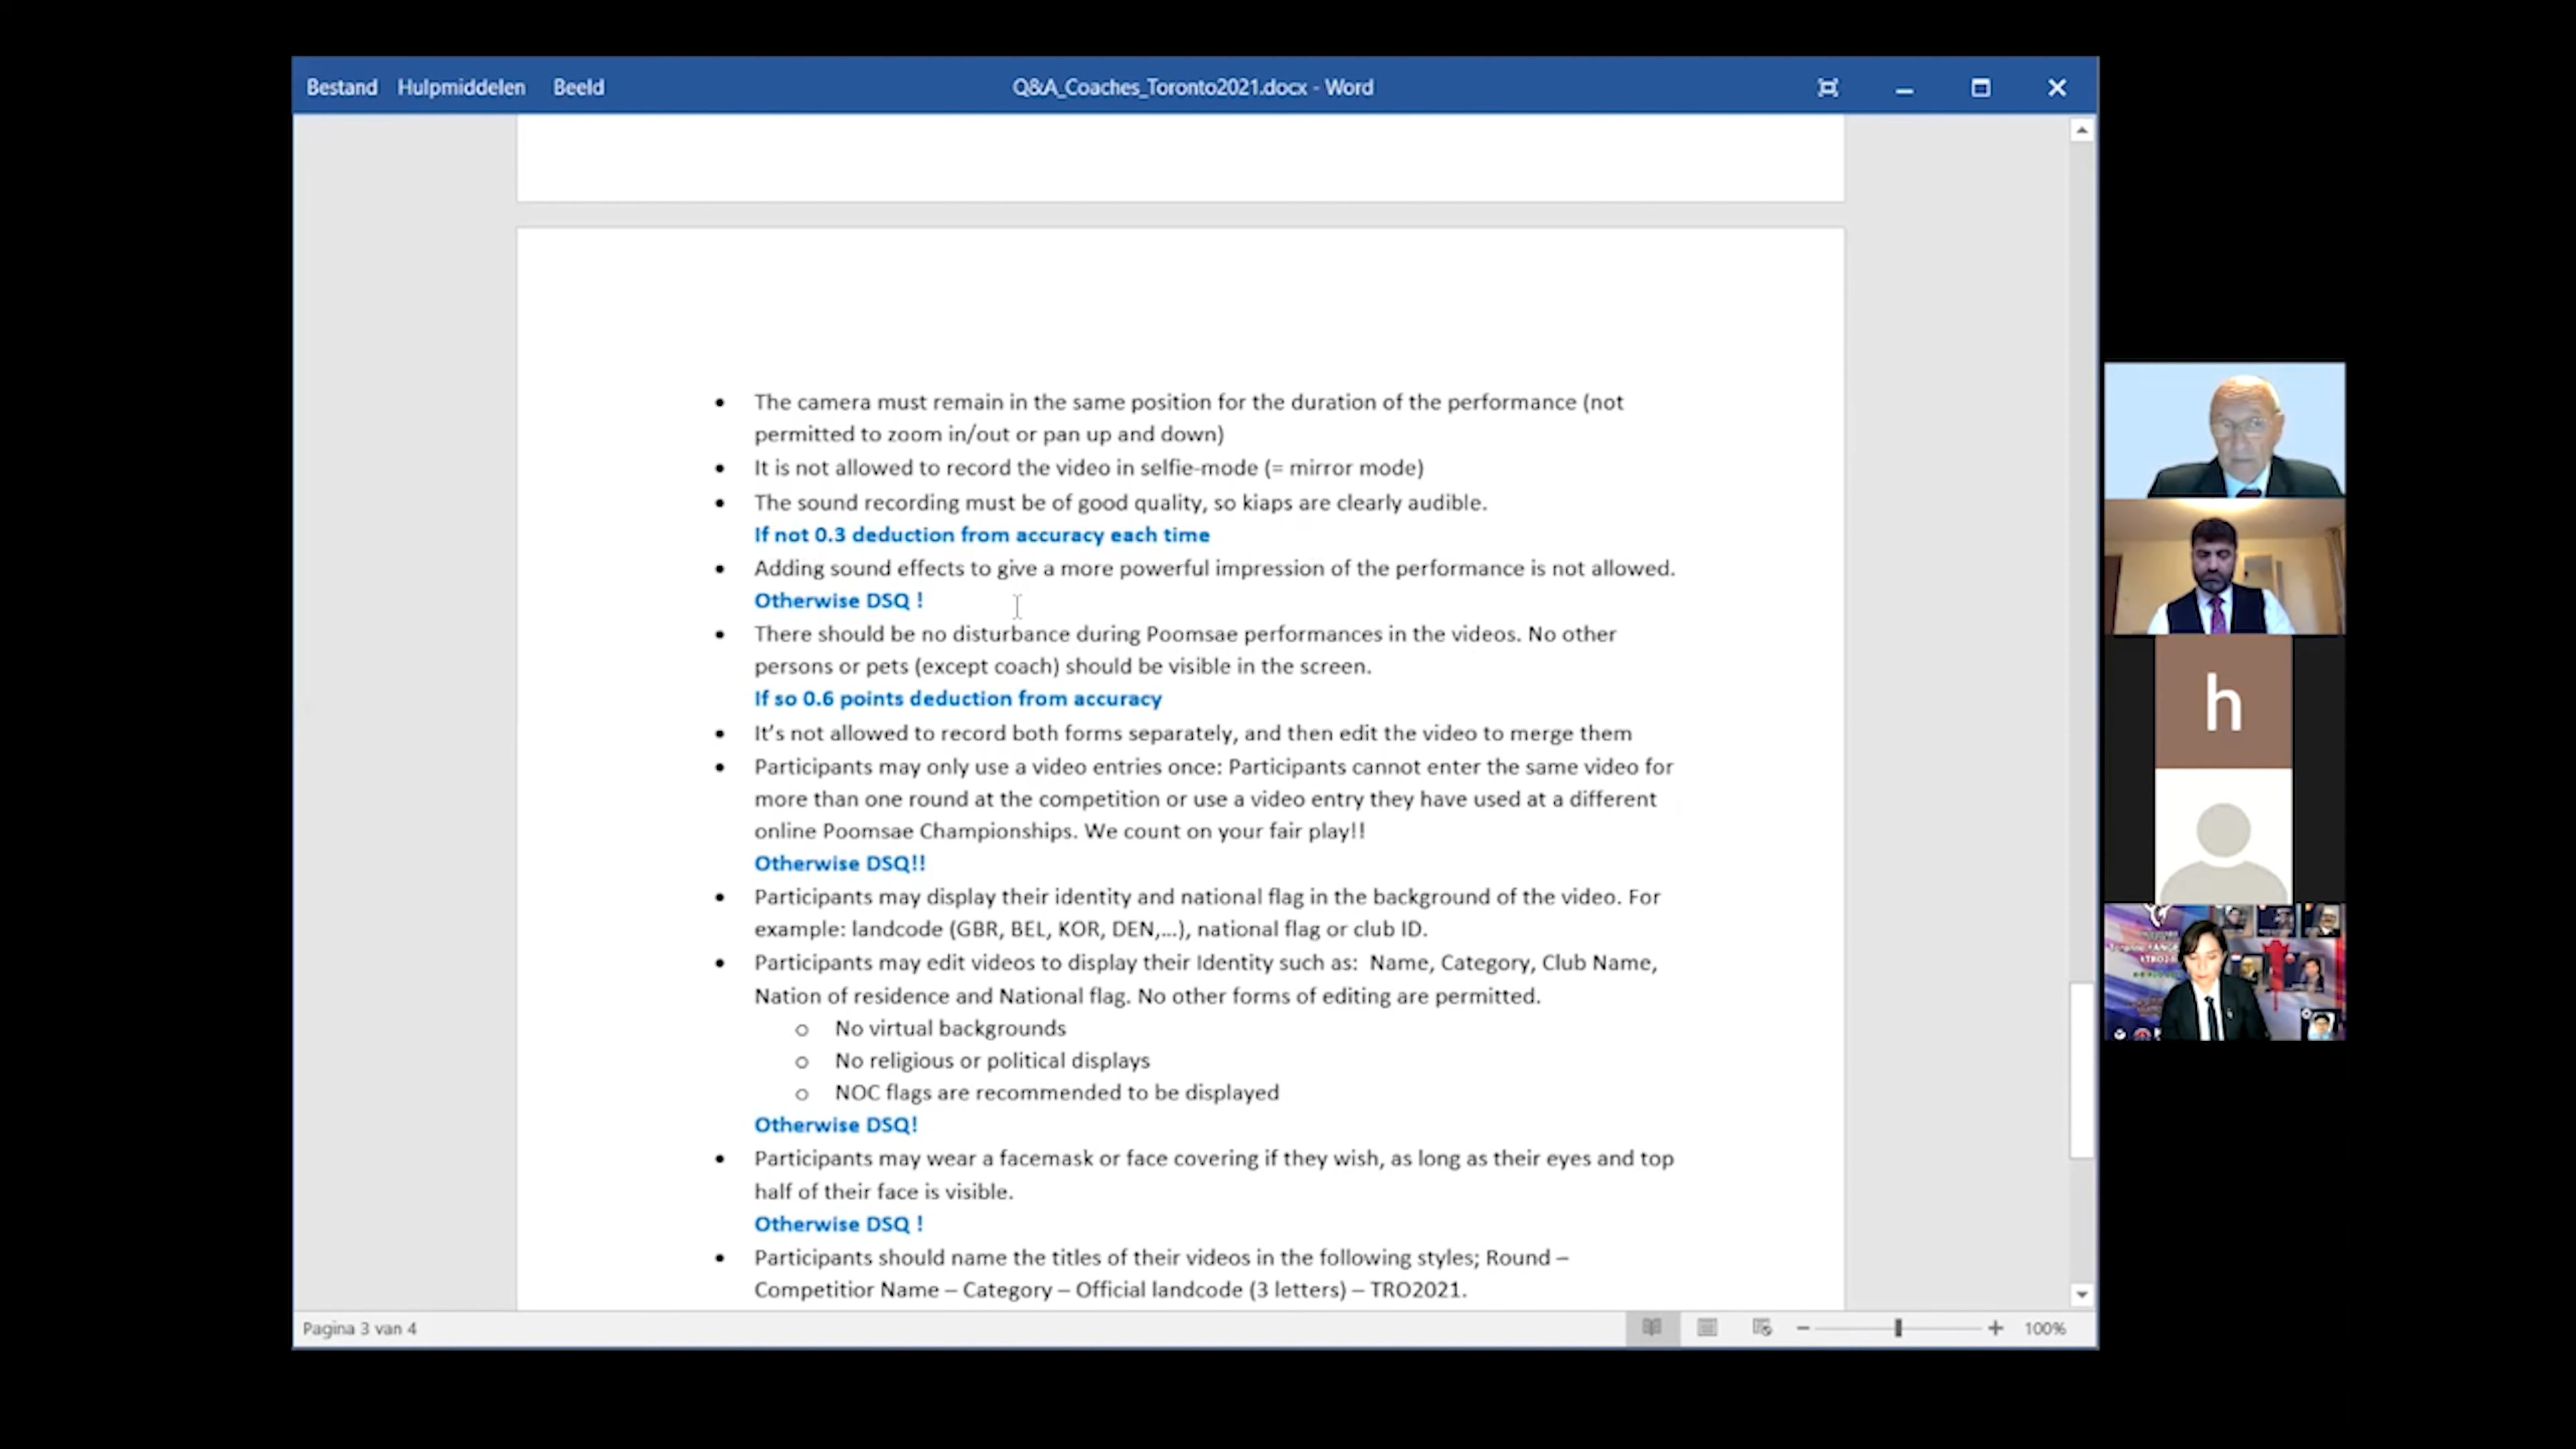 Bestand Hulpmiddelen Beeld Q&A_Coaches_Toronto2021.docx - Word
• The camera must remain in the same position for the duration of the performance (not
permitted to zoom in/out or pan up and down)
• It is not allowed to record the video in selfie-mode (= mirror mode)
• The sound recording must be of good quality, so kiaps are clearly audible.
If not 0.3 deduction from accuracy each time
• Adding sound effects to give a more powerful impression of the performance is not allowed.
Otherwise DSQ !
• There should be no disturbance during Poomsae performances in the videos. No other
persons or pets (except coach) should be visible in the screen.
If so 0.6 points deduction from accuracy
• It's not allowed to record both forms separately, and then edit the video to merge them
• Participants may only use a video entries once: Participants cannot enter the same video for
more than one round at the competition or use a video entry they have used at a different
online Poomsae Championships. We count on your fair play!!
Otherwise DSQ!!
• Participants may display their identity and national flag in the background of the video. For
example: landcode (GBR, BEL, KOR, DEN,...), national flag or club ID.
• Participants may edit videos to display their Identity such as: Name, Category, Club Name,
Nation of residence and National flag. No other forms of editing are permitted.
o No virtual backgrounds
o No religious or political displays
o NOC flags are recommended to be displayed
Otherwise DSQ!
• Participants may wear a facemask or face covering if they wish, as long as their eyes and top
half of their face is visible.
Otherwise DSQ !
• Participants should name the titles of their videos in the following styles; Round –
Competitior Name – Category – Official landcode (3 letters) – TRO2021.
Pagina 3 van 4 100%
h